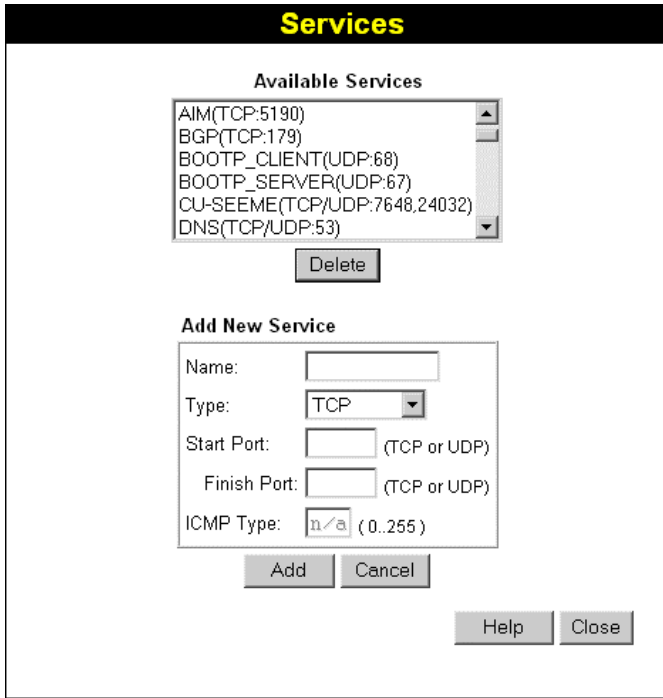 Services
Available Services
AIM(TCP:5190)
BGP(TCP:179)
BOOTP_CLIENT(UDP:68)
BOOTP_SERVER(UDP:67)
CU-SEEME(TCP/UDP:7648,24032)
DNS(TCP/UDP:53)
Delete
Add New Service
Name:
Type: TCP
Start Port: (TCP or UDP)
Finish Port: (TCP or UDP)
ICMP Type: n/a (0..255)
Add Cancel
Help Close